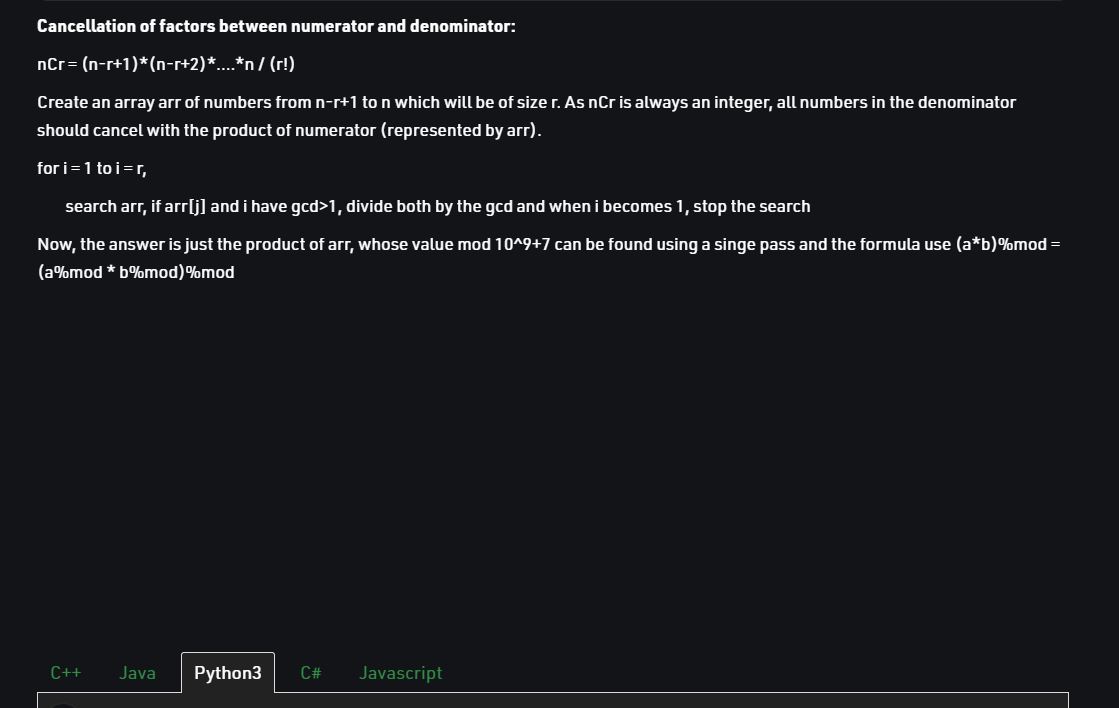 Cancellation of factors between numerator and denominator:
nCr = (n-r+1)*(n-r+2)*....*n / (r!)
Create an array arr of numbers from n-r+1 to n which will be of size r. As nCr is always an integer, all numbers in the denominator
should cancel with the product of numerator (represented by arr).
for i = 1 to i = r,
search arr, if arr[j] and i have gcd>1, divide both by the gcd and when i becomes 1, stop the search
Now, the answer is just the product of arr, whose value mod 10^9+7 can be found using a singe pass and the formula use (a*b)%mod =
(a%mod * b%mod)%mod
C++ Java Python3 C# Javascript